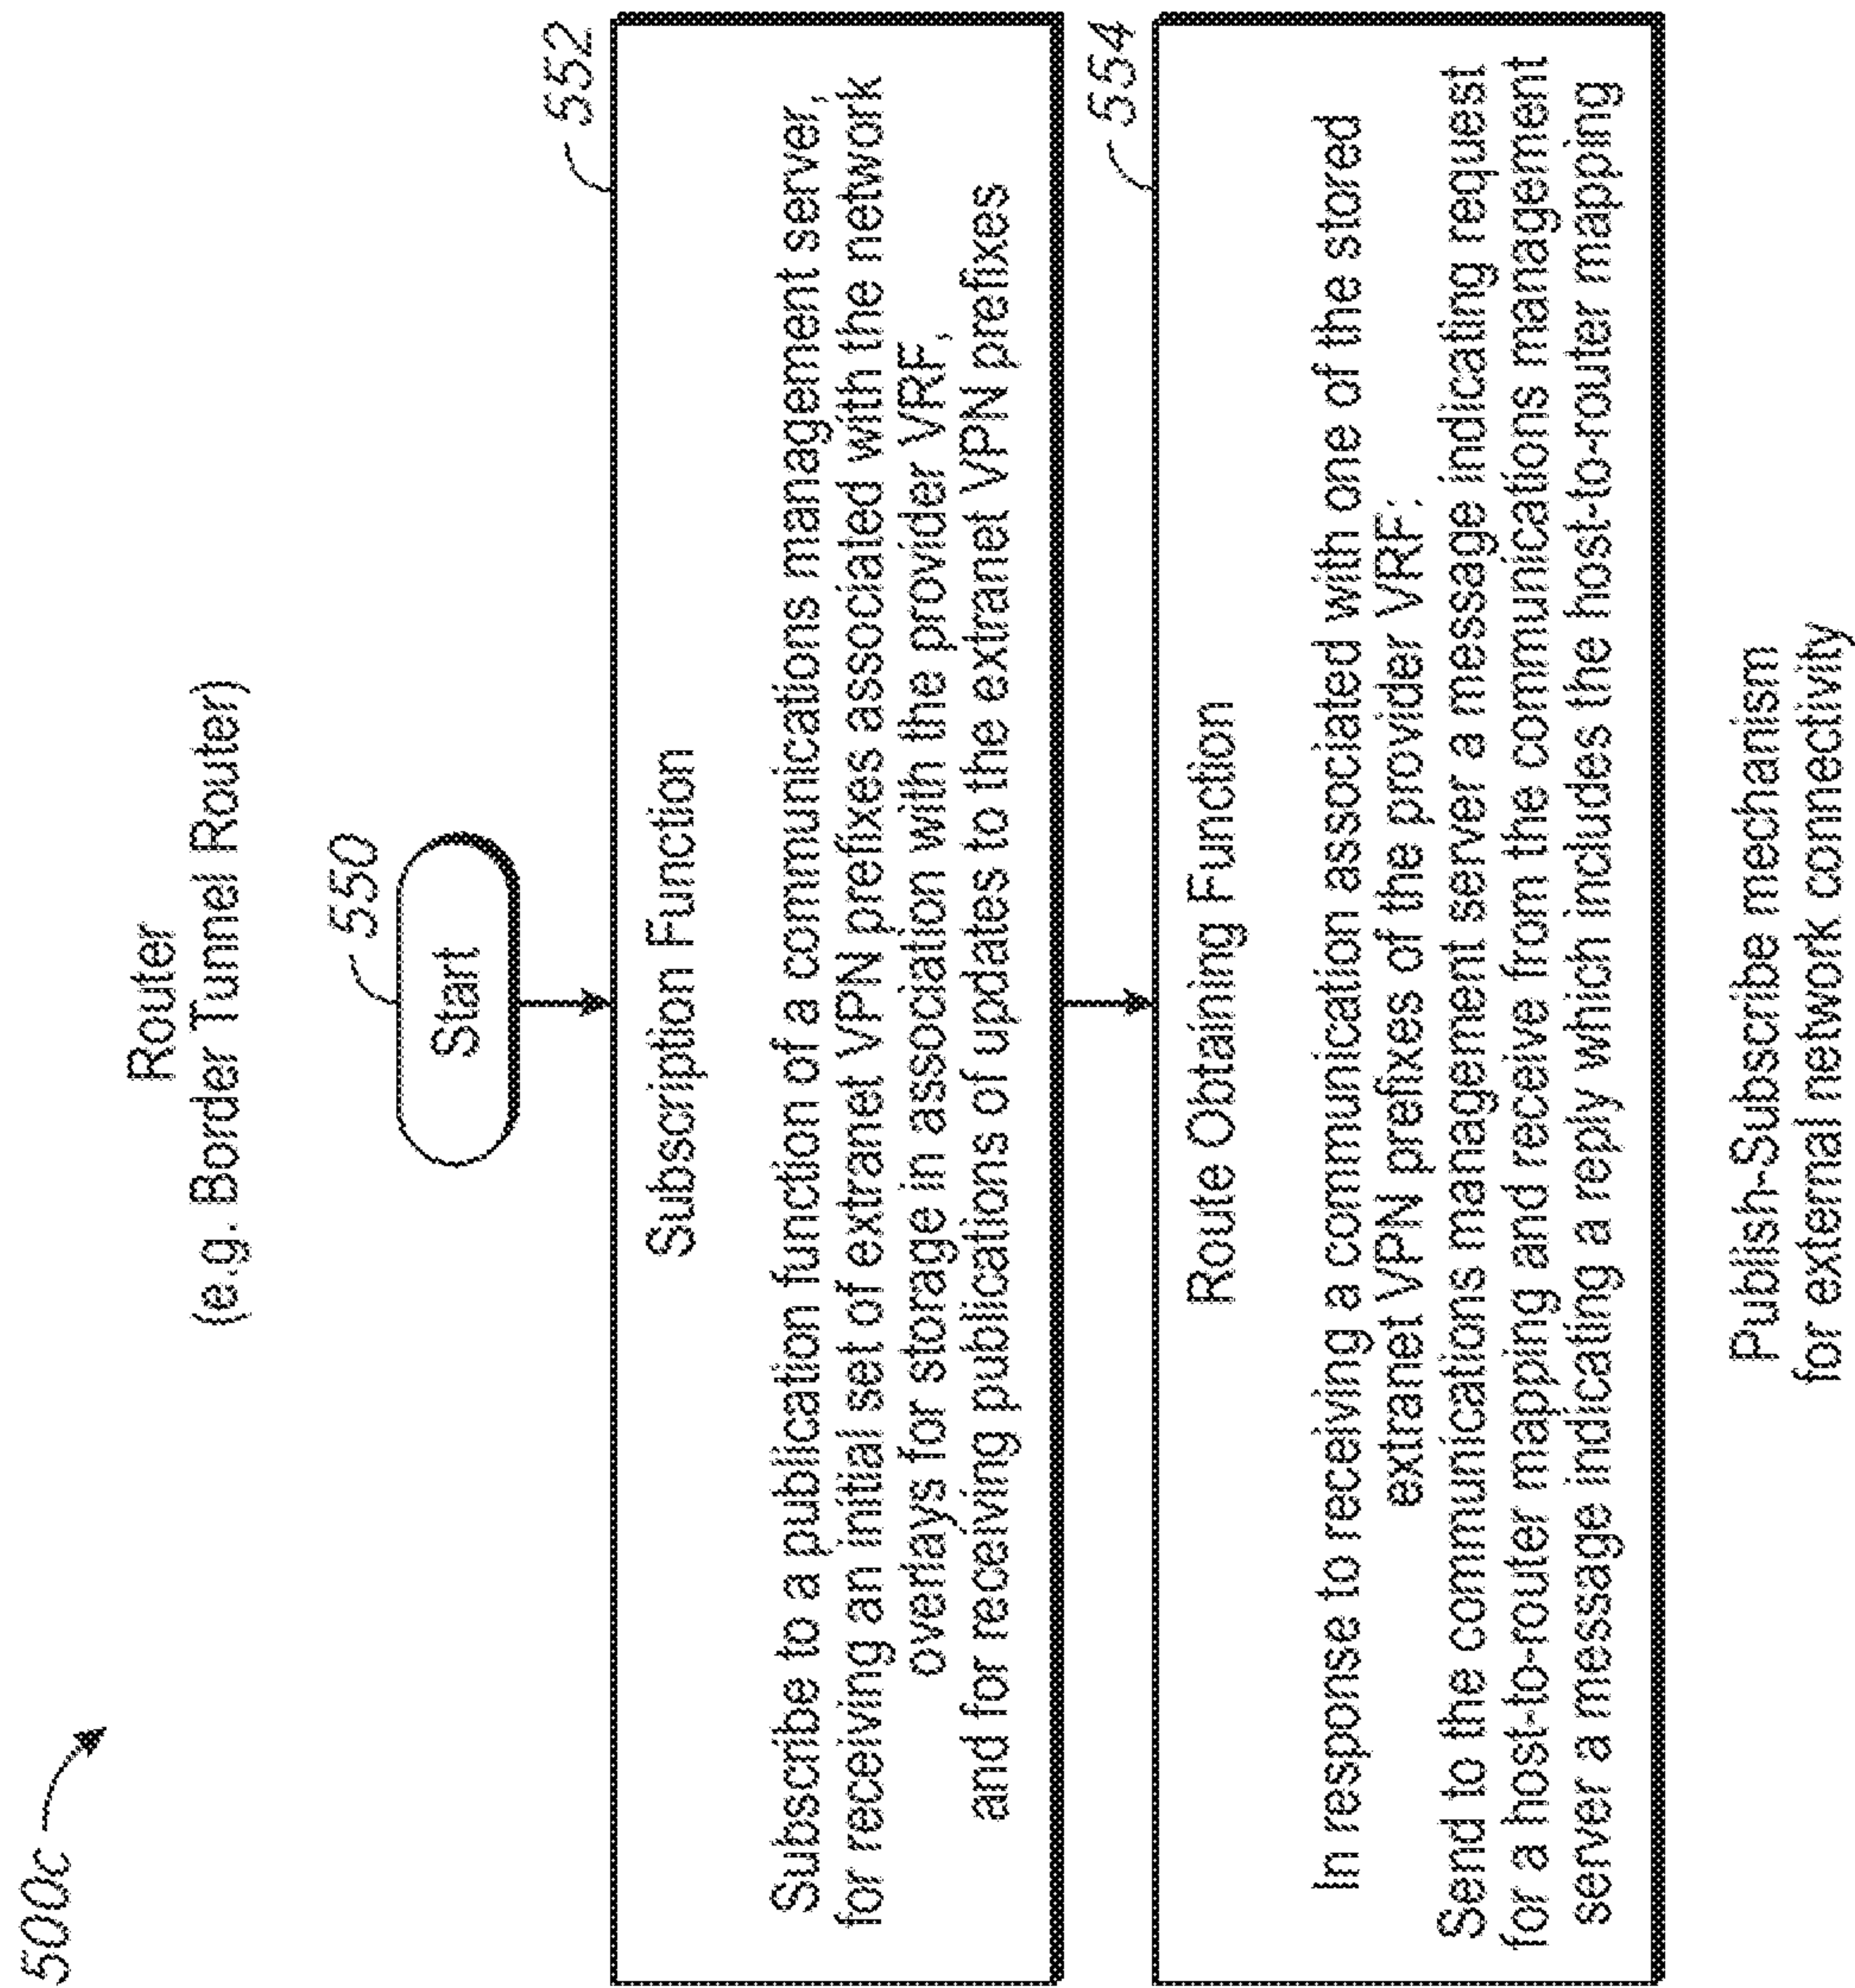 500c
Router
(e.g. Border Tunnel Router)
550
Start
552
Subscription Function
Subscribe to a publication function of a communications management server,
for receiving an initial set of extranet VPN prefixes associated with the network
overlays for storage in association with the provider VRF,
and for receiving publications of updates to the extranet VPN prefixes
554
Route Obtaining Function
In response to receiving a communication associated with one of the stored
extranet VPN prefixes of the provider VRF:
Send to the communications management server a message indicating request
for a host-to-router mapping and receive from the communications management
server a message indicating a reply which includes the host-to-router mapping
Publish-Subscribe mechanism
for external network connectivity